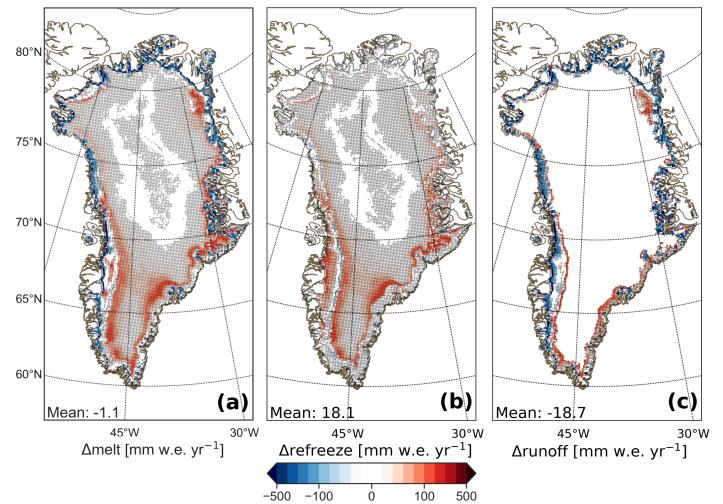 80°N
75°N
70°N
65°N
60°N
Mean: -1.1
(a)
Mean: 18.1
(b)
Mean: -18.7
(c)
45°W
30°W
45°W
30°W
45°W
30°W
Δmelt [mm w.e. yr⁻¹]
Δrefreeze [mm w.e. yr⁻¹]
Δrunoff [mm w.e. yr⁻¹]
−500
−100
0
100
500